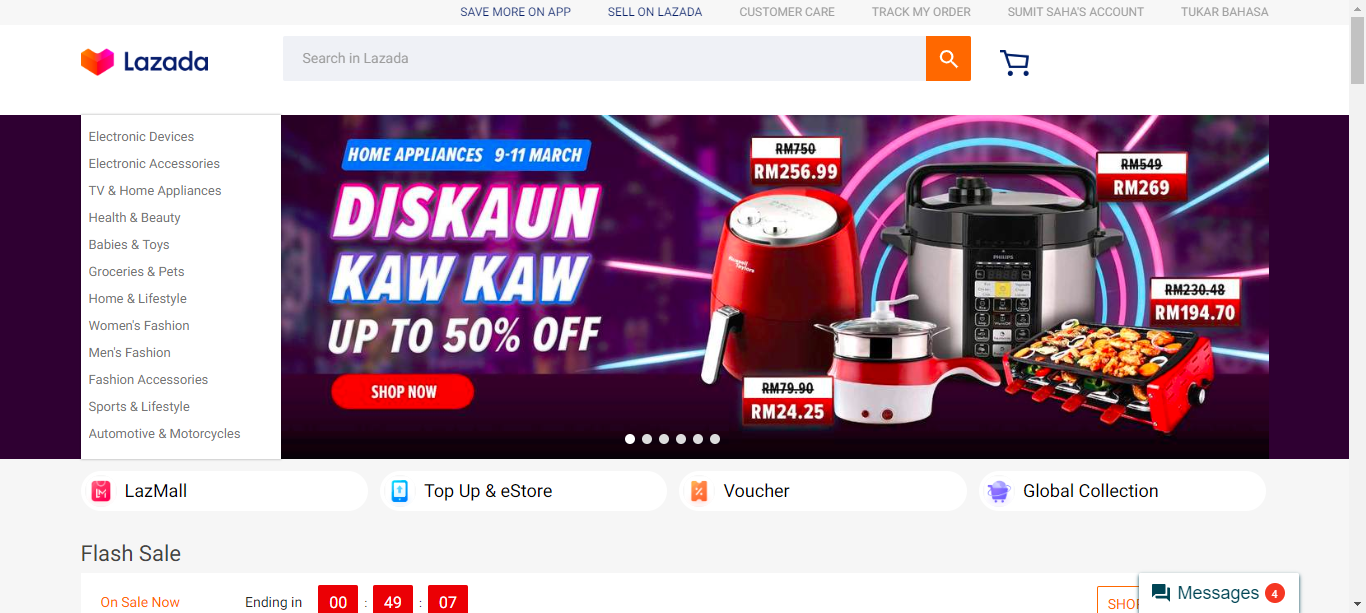 SAVE MORE ON APP SELL ON LAZADA CUSTOMER CARE TRACK MY ORDER SUMIT SAHA'S ACCOUNT TUKAR BAHASA
Lazada
Search in Lazada
Electronic Devices
Electronic Accessories
TV & Home Appliances
Health & Beauty
Babies & Toys
Groceries & Pets
Home & Lifestyle
Women's Fashion
Men's Fashion
Fashion Accessories
Sports & Lifestyle
Automotive & Motorcycles
HOME APPLIANCES 9-11 MARCH
DISKAUN
KAW KAW
UP TO 50% OFF
SHOP NOW
RM750
RM256.99
RM549
RM269
PHILIPS
RM230.48
RM194.70
RM79.90
RM24.25
LazMall
Top Up & eStore
Voucher
Global Collection
Flash Sale
On Sale Now
Ending in 00 : 49 : 07
Messages 4